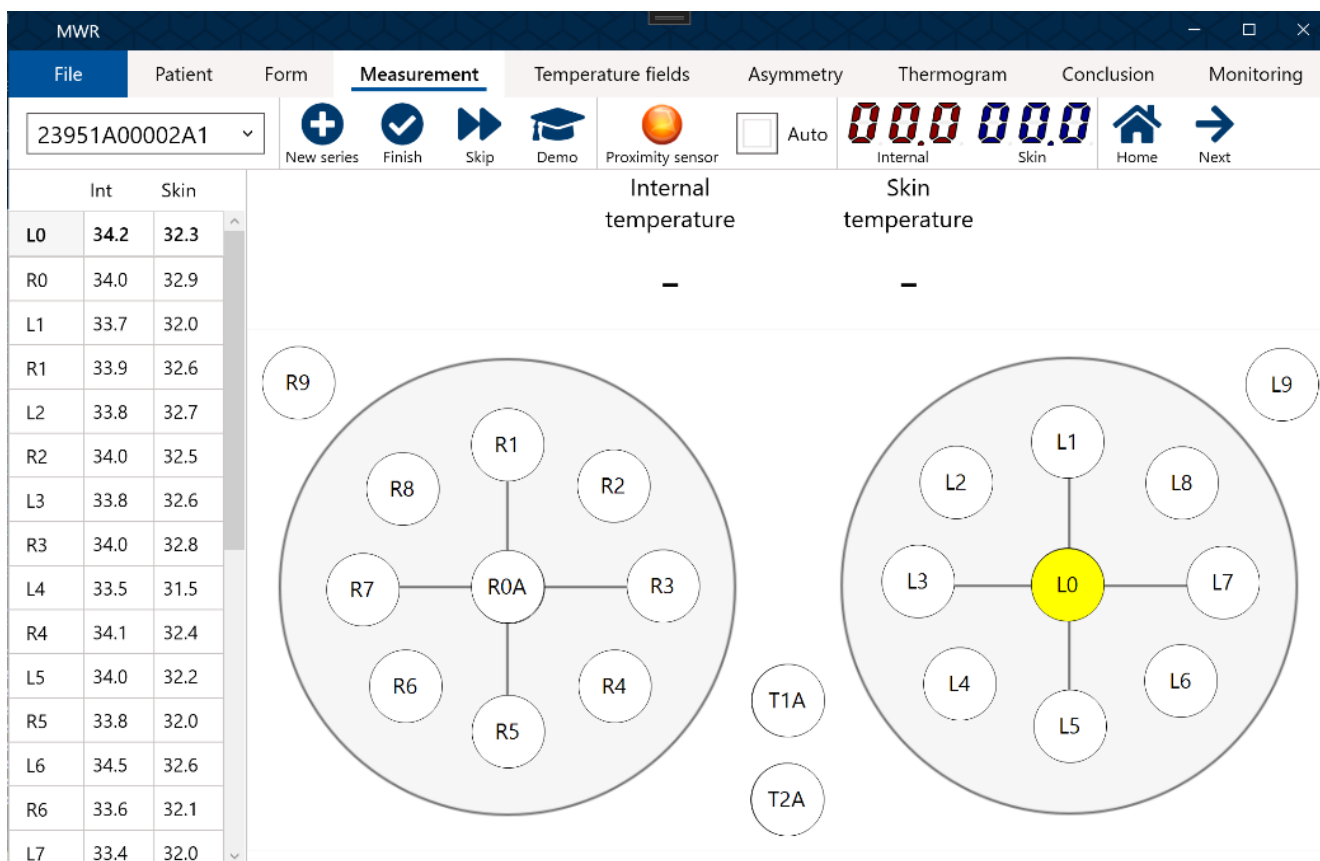 MWR
File Patient Form Measurement Temperature fields Asymmetry Thermogram Conclusion Monitoring
23951A00002A1
New series Finish Skip Demo Proximity sensor Auto 00.0 Internal 00.0 Skin Home Next
Int Skin
L0 34.2 32.3
R0 34.0 32.9
L1 33.7 32.0
R1 33.9 32.6
L2 33.8 32.7
R2 34.0 32.5
L3 33.8 32.6
R3 34.0 32.8
L4 33.5 31.5
R4 34.1 32.4
L5 34.0 32.2
R5 33.8 32.0
L6 34.5 32.6
R6 33.6 32.1
L7 33.4 32.0
Internal temperature
-
Skin temperature
-
R9
R1
R8
R2
R7
R0A
R3
R6
R4
R5
T1A
T2A
L9
L1
L2
L8
L3
L0
L7
L4
L6
L5